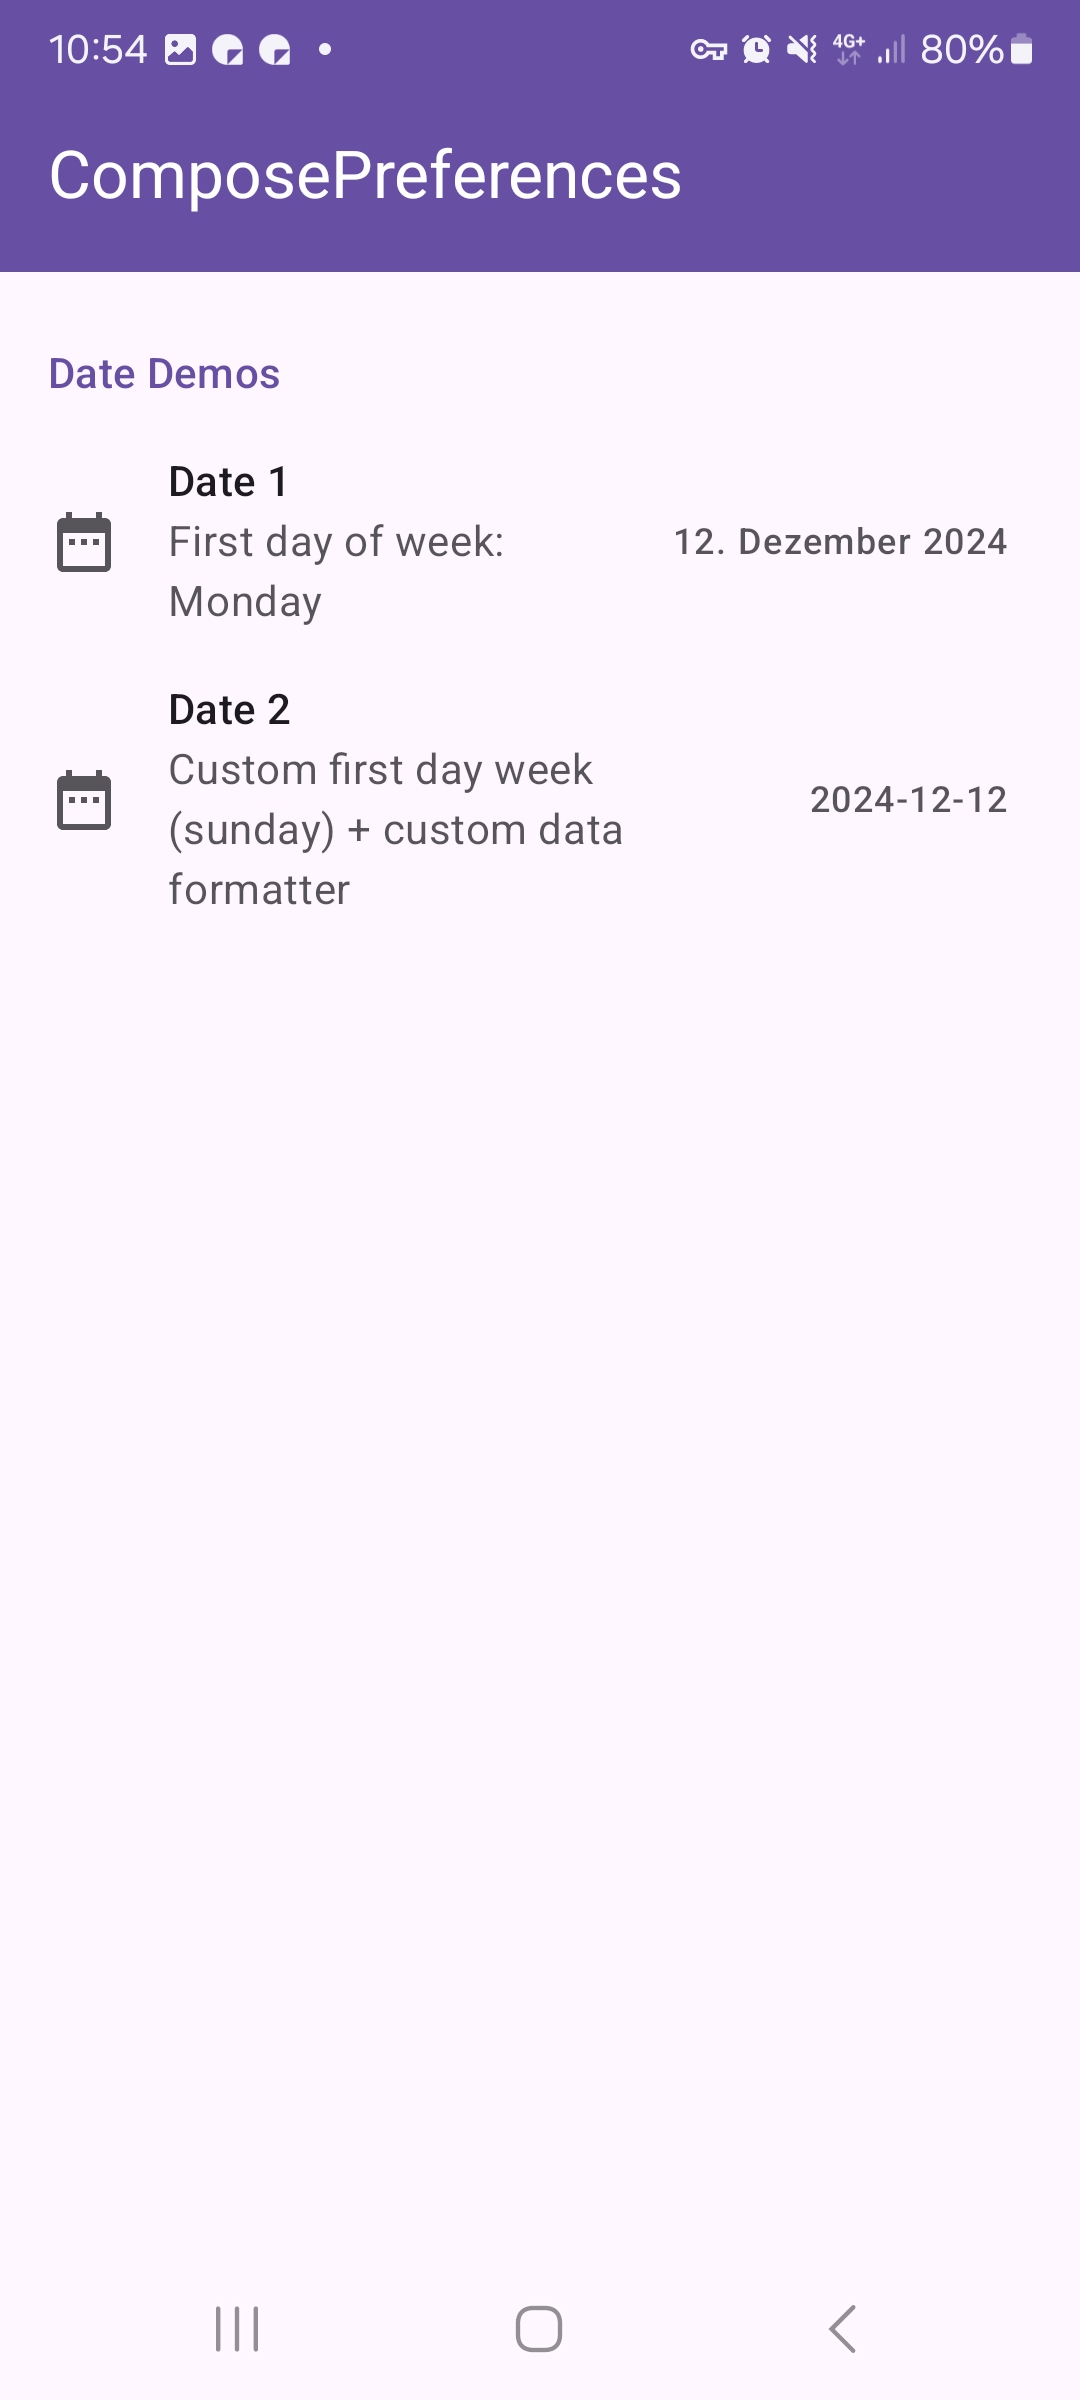 10:54
4G+
80%
ComposePreferences
Date Demos
Date 1
First day of week:
Monday
12. Dezember 2024
Date 2
Custom first day week
(sunday) + custom data
formatter
2024-12-12